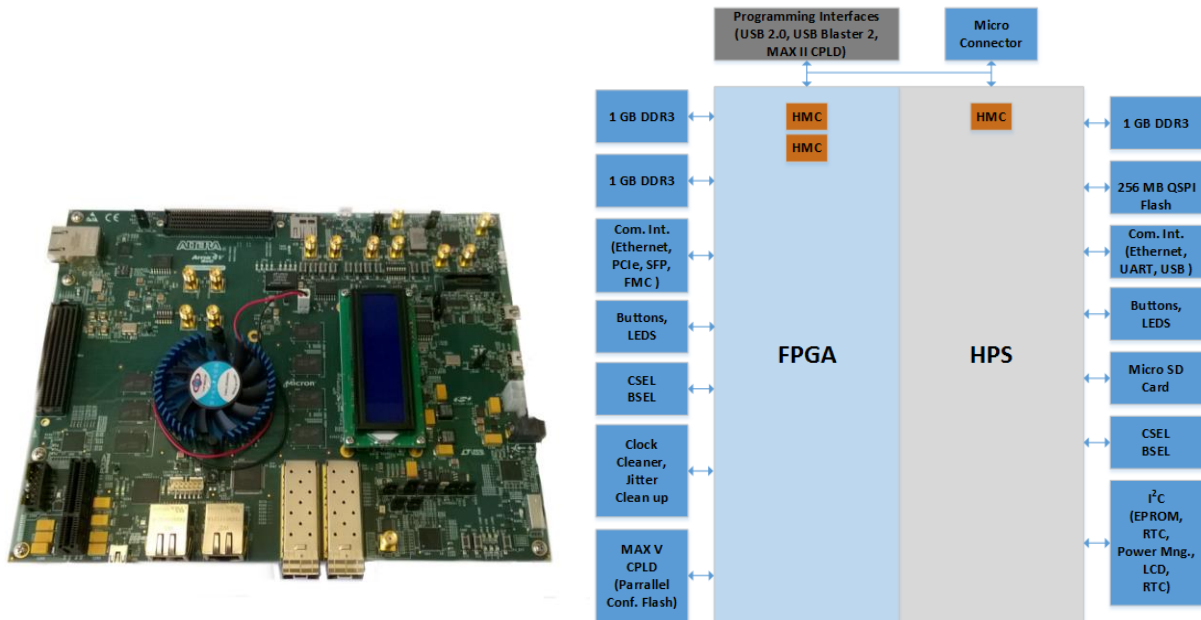 Programming Interfaces
(USB 2.0, USB Blaster 2,
MAX II CPLD)
Micro
Connector
1 GB DDR3
HMC
HMC
HMC
1 GB DDR3
1 GB DDR3
256 MB QSPI
Flash
Com. Int.
(Ethernet,
PCIe, SFP,
FMC )
Com. Int.
(Ethernet,
UART, USB )
Buttons,
LEDS
Buttons,
LEDS
FPGA
HPS
CSEL
BSEL
Micro SD
Card
Clock
Cleaner,
Jitter
Clean up
CSEL
BSEL
MAX V
CPLD
(Parrallel
Conf. Flash)
I²C
(EPROM,
RTC,
Power Mng.,
LCD,
RTC)
ALTERA
Arria V
Micron
CE